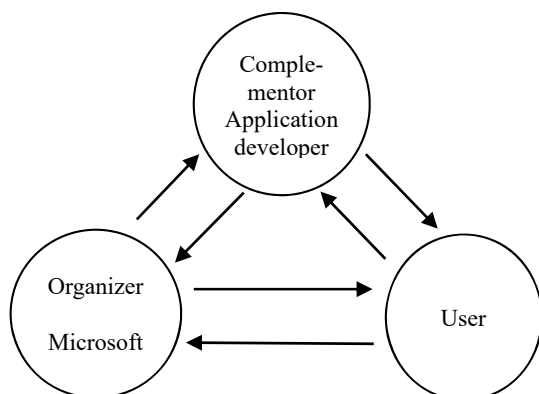 Comple-
mentor
Application
developer
Organizer
Microsoft
User